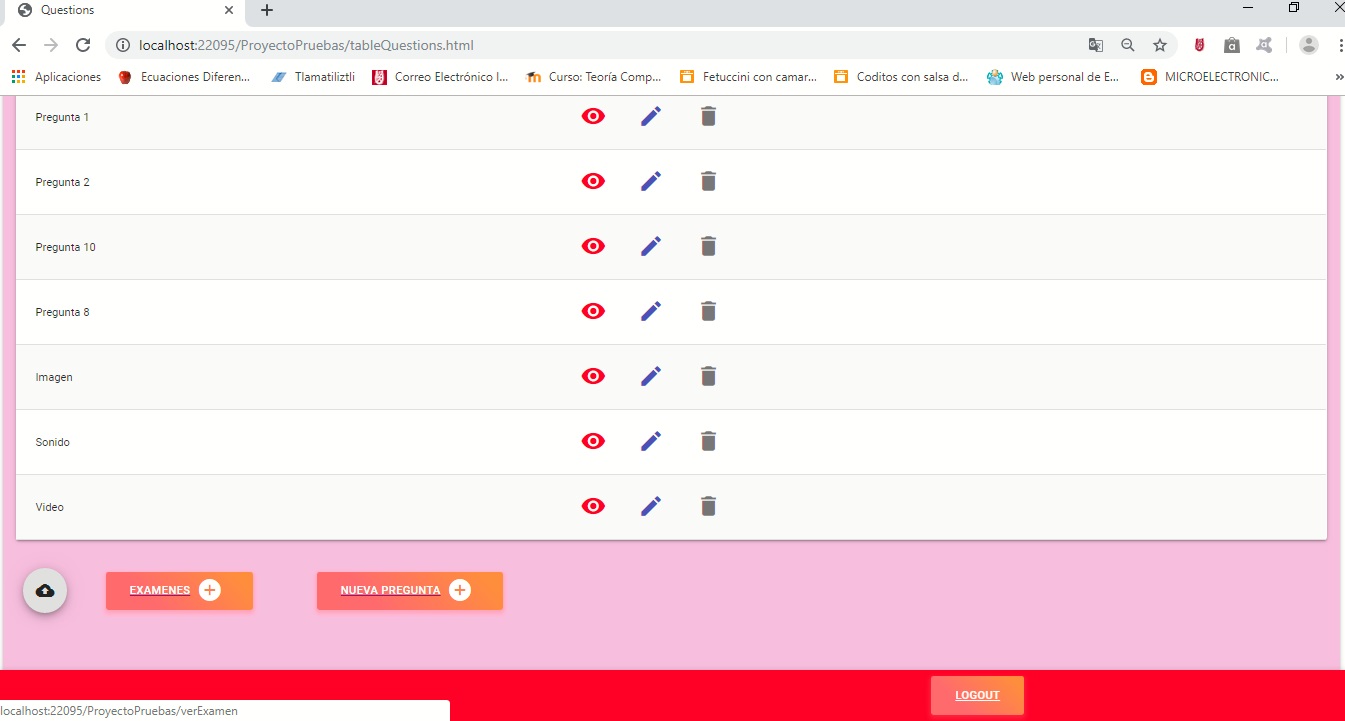 Questions
localhost:22095/ProyectoPruebas/tableQuestions.html
Aplicaciones Ecuaciones Diferen... Tlamatiliztli Correo Electrónico I... Curso: Teoría Comp... Fetuccini con camar... Coditos con salsa d... Web personal de E... MICROELECTRONIC... »
Pregunta 1
Pregunta 2
Pregunta 10
Pregunta 8
Imagen
Sonido
Video
EXAMENES NUEVA PREGUNTA
LOGOUT
localhost:22095/ProyectoPruebas/verExamen